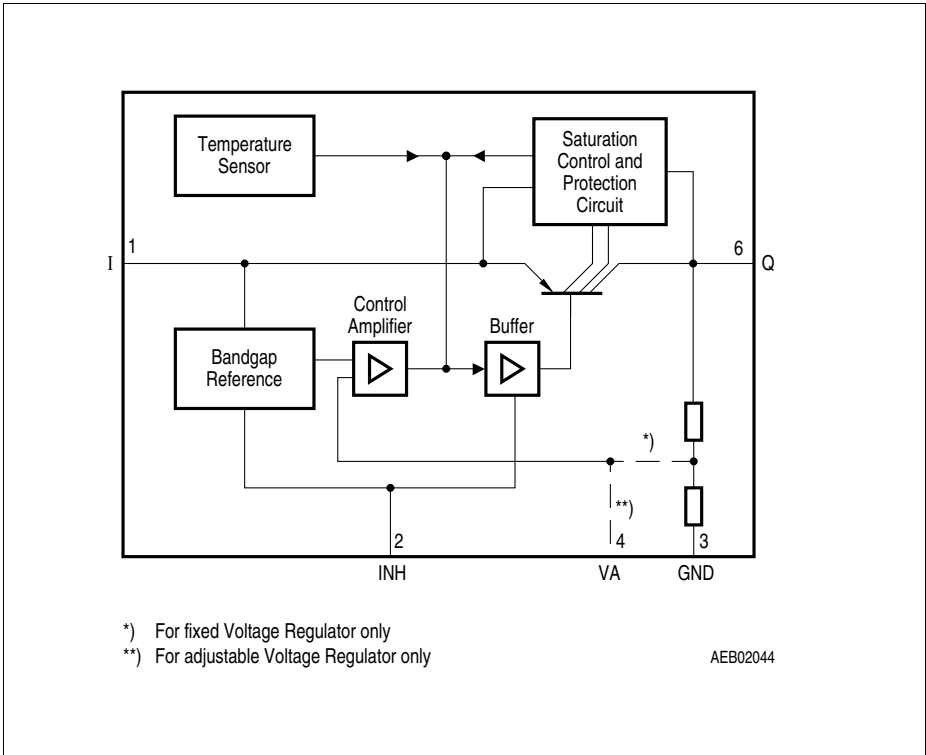 Temperature
Sensor
Saturation
Control and
Protection
Circuit
1
I
6
Q
Control
Amplifier
Buffer
Bandgap
Reference
*)
**)
2
4
3
INH
VA
GND
*) For fixed Voltage Regulator only
**) For adjustable Voltage Regulator only
AEB02044